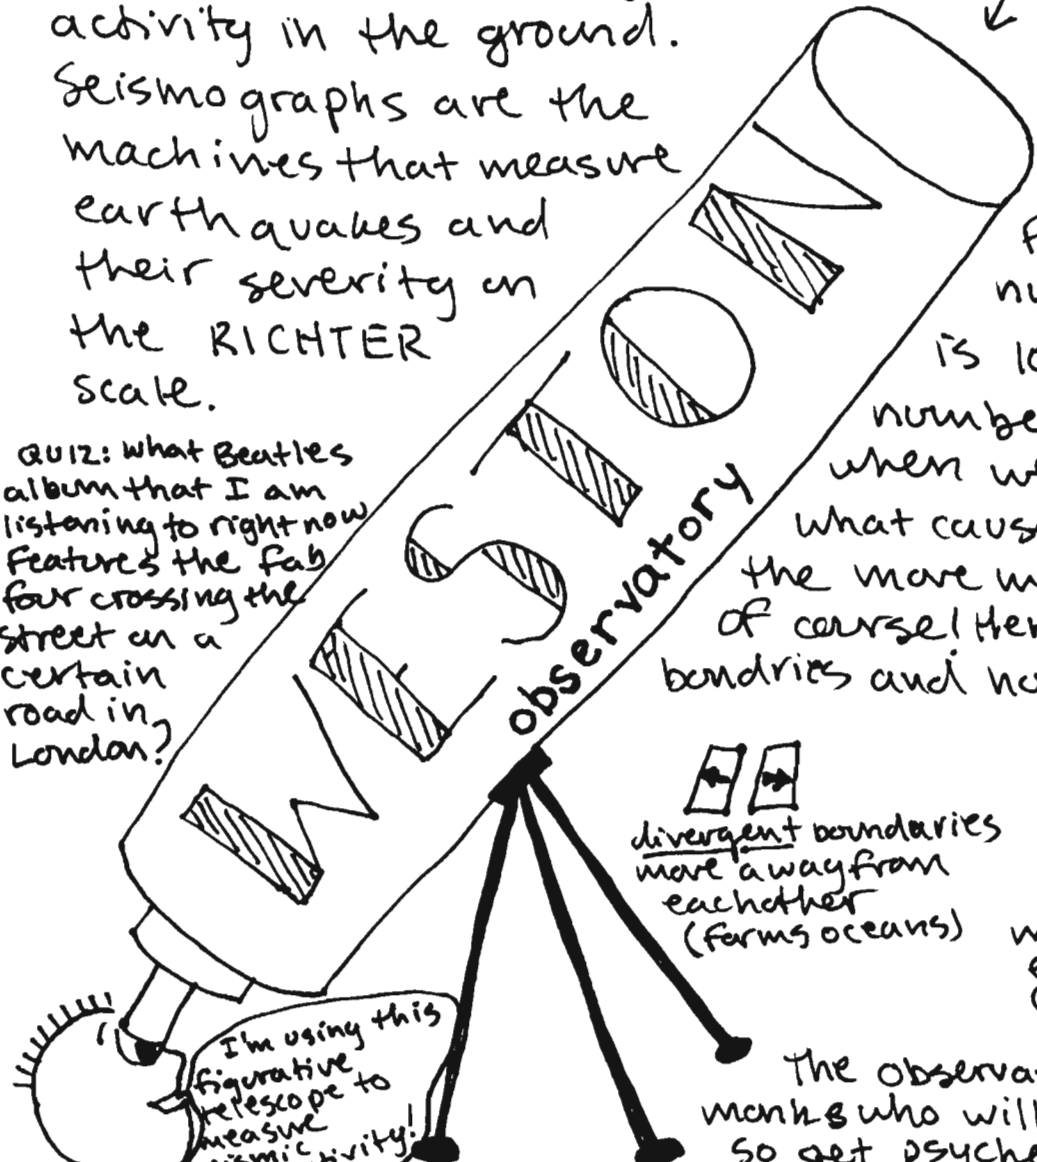 activity in the ground.
Seismographs are the
machines that measure
earthquakes and
their severity on
the RICHTER
scale.
QUIZ: What Beatles
album that I am
listening to right now
features the fab
four crossing the
street on a
certain
road in
London?
WESTON
observatory
is
numbe
when
what caus
the move
of course!
bondries and
divergent boundaries
move away from
eachother
(forms oceans)
I'm using this
figurative
telescope to
measure
The observa
monks who will
so get psyche